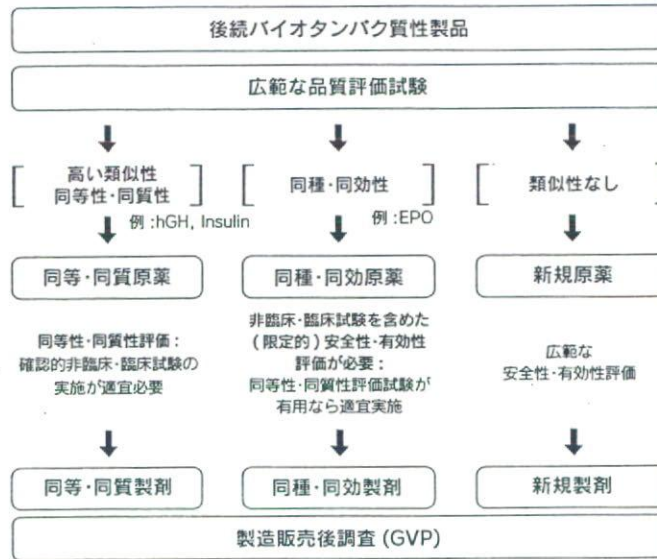 後続バイオタンパク質性製品
広範な品質評価試験
高い類似性
同等性・同質性
例:hGH, Insulin
同種・同効性
例:EPO
類似性なし
同等・同質原薬
同種・同効原薬
新規原薬
同等性・同質性評価:
確認的非臨床・臨床試験の
実施が適宜必要
非臨床・臨床試験を含めた
(限定的)安全性・有効性
評価が必要:
同等性・同質性評価試験が
有用なら適宜実施
広範な
安全性・有効性評価
同等・同質製剤
同種・同効製剤
新規製剤
製造販売後調査 (GVP)